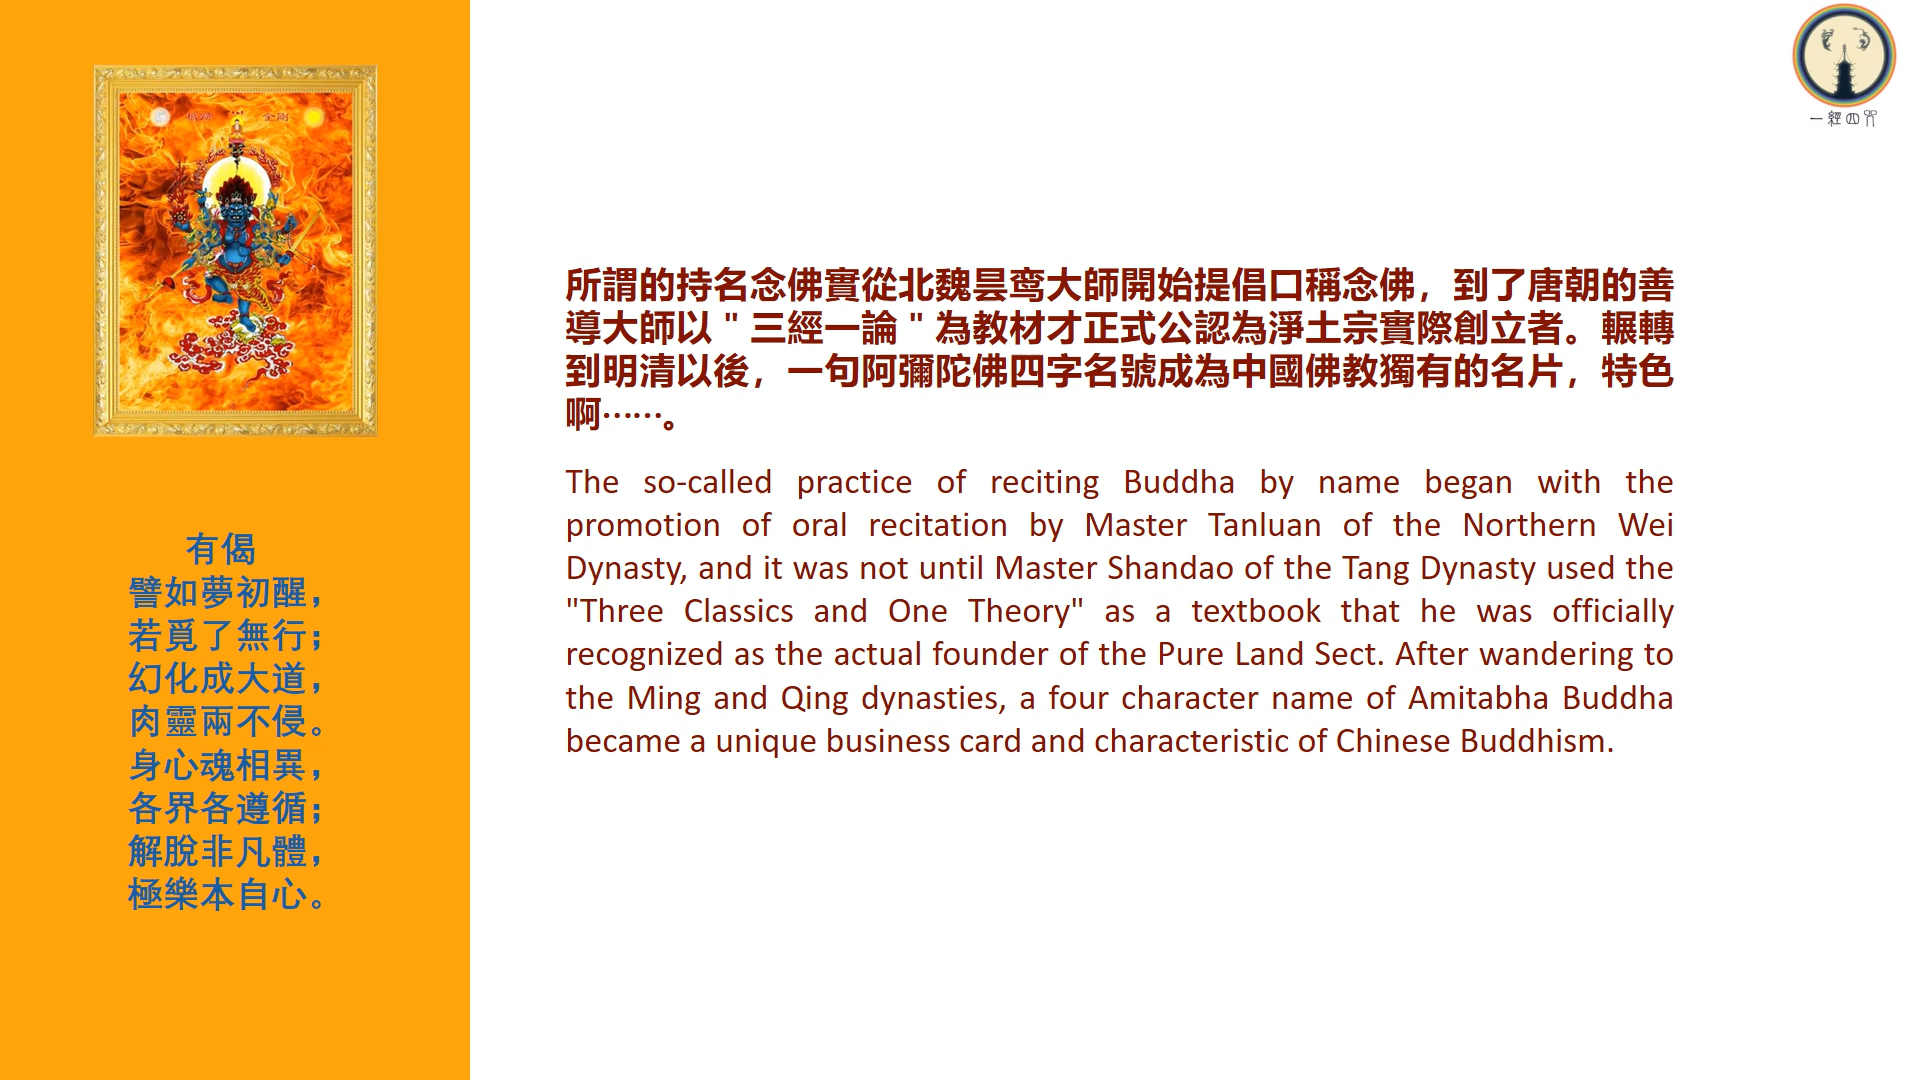 一經四咒
金剛
有偈
譬如夢初醒，
若覓了無行；
幻化成大道，
肉靈兩不侵。
身心魂相異，
各界各遵循；
解脫非凡體，
極樂本自心。
所謂的持名念佛實從北魏曇鸾大師開始提倡口稱念佛，到了唐朝的善
導大師以＂三經一論＂為教材才正式公認為淨土宗實際創立者。輾轉
到明清以後，一句阿彌陀佛四字名號成為中國佛教獨有的名片，特色
啊……。
The so-called practice of reciting Buddha by name began with the
promotion of oral recitation by Master Tanluan of the Northern Wei
Dynasty, and it was not until Master Shandao of the Tang Dynasty used the
"Three Classics and One Theory" as a textbook that he was officially
recognized as the actual founder of the Pure Land Sect. After wandering to
the Ming and Qing dynasties, a four character name of Amitabha Buddha
became a unique business card and characteristic of Chinese Buddhism.